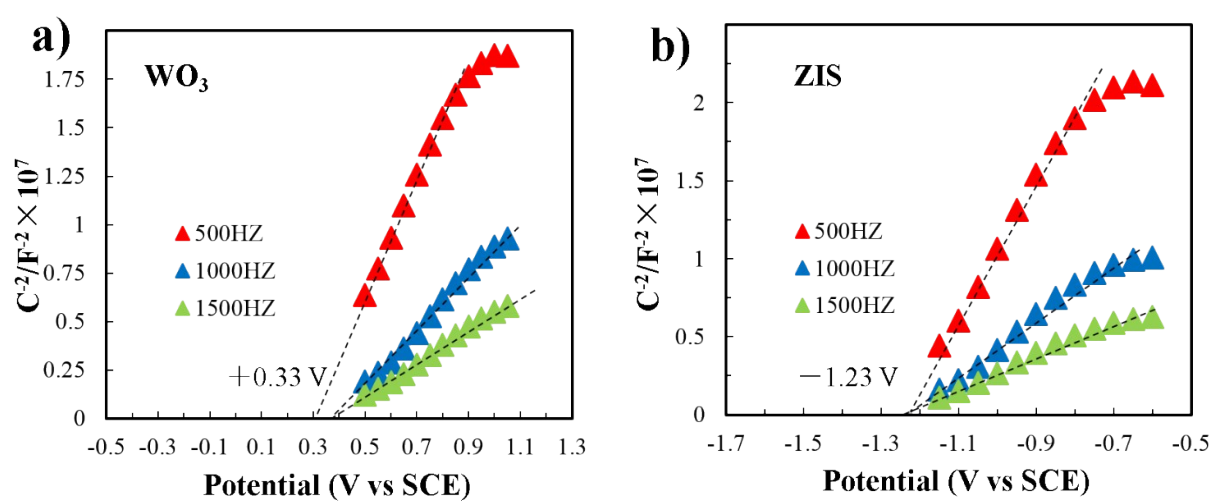 a)
WO₃
C⁻²/F⁻² × 10⁷
1.75
1.5
1.25
1
0.75
0.5
0.25
0
500HZ
1000HZ
1500HZ
+0.33 V
-0.5 -0.3 -0.1 0.1 0.3 0.5 0.7 0.9 1.1 1.3
Potential (V vs SCE)
b)
ZIS
C⁻²/F⁻² × 10⁷
2
1.5
1
0.5
0
500HZ
1000HZ
1500HZ
−1.23 V
-1.7 -1.5 -1.3 -1.1 -0.9 -0.7 -0.5
Potential (V vs SCE)